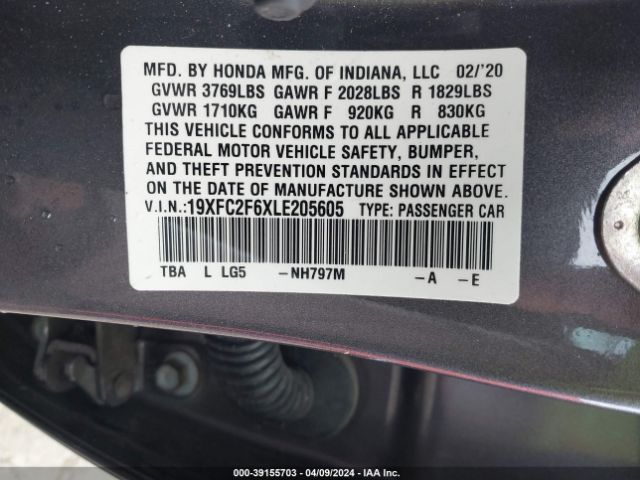 MFD. BY HONDA MFG. OF INDIANA, LLC 02/'20
GVWR 3769LBS GAWR F 2028LBS R 1829LBS
GVWR 1710KG GAWR F 920KG R 830KG
THIS VEHICLE CONFORMS TO ALL APPLICABLE
FEDERAL MOTOR VEHICLE SAFETY, BUMPER,
AND THEFT PREVENTION STANDARDS IN EFFECT
ON THE DATE OF MANUFACTURE SHOWN ABOVE.
V.I.N.:19XFC2F6XLE205605 TYPE: PASSENGER CAR
TBA L LG5 -NH797M -A -E
000-39155703 / 04/09/2024 / IAA Inc.